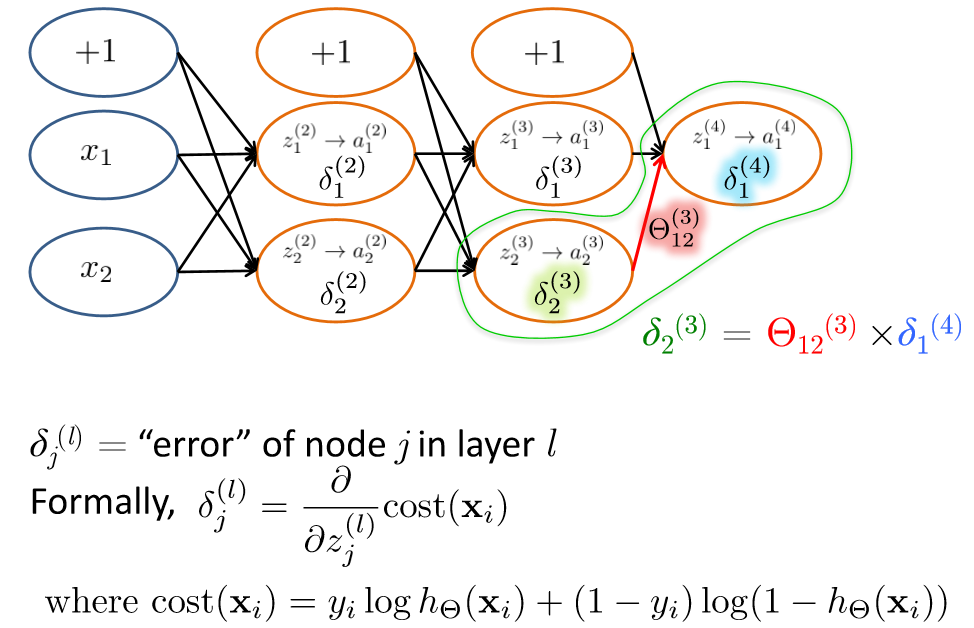 +1 +1 +1
x₁ z₁⁽²⁾ → a₁⁽²⁾ z₁⁽³⁾ → a₁⁽³⁾ z₁⁽⁴⁾ → a₁⁽⁴⁾
δ₁⁽²⁾ δ₁⁽³⁾ δ₁⁽⁴⁾
Θ₁₂⁽³⁾
x₂ z₂⁽²⁾ → a₂⁽²⁾ z₂⁽³⁾ → a₂⁽³⁾
δ₂⁽²⁾ δ₂⁽³⁾
δ₂⁽³⁾ = Θ₁₂⁽³⁾ ×δ₁⁽⁴⁾
δⱼ⁽ˡ⁾ = “error” of node j in layer l
Formally, δⱼ⁽ˡ⁾ = ∂/∂zⱼ⁽ˡ⁾ cost(𝐱ᵢ)
where cost(𝐱ᵢ) = yᵢ log h_Θ(𝐱ᵢ) + (1 − yᵢ) log(1 − h_Θ(𝐱ᵢ))